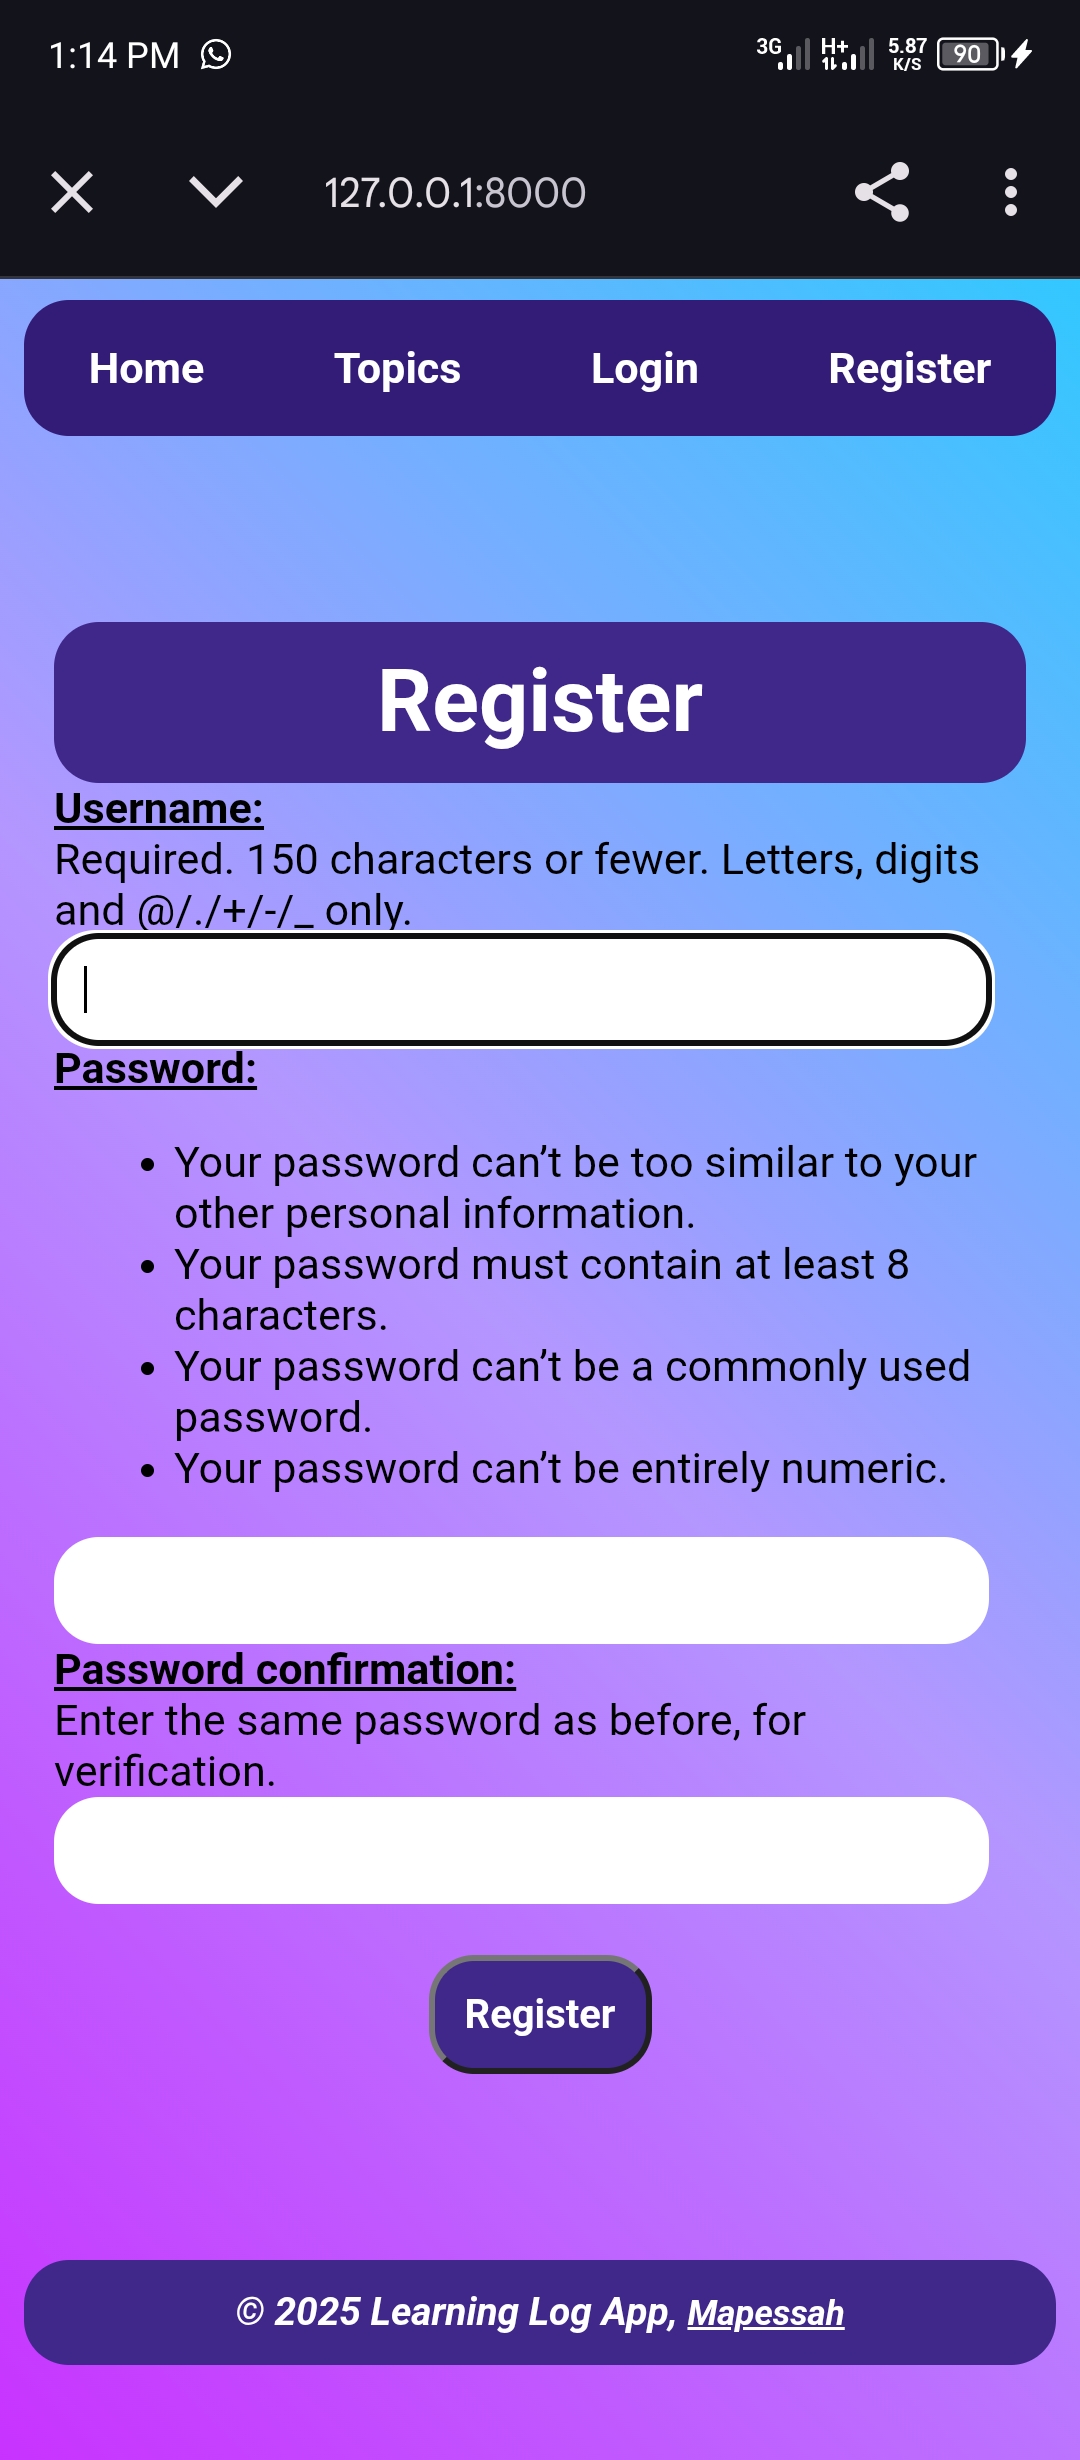 1:14 PM 3G H+ 5.87 K/S 90
127.0.0.1:8000
Home Topics Login Register
Register
Username:
Required. 150 characters or fewer. Letters, digits
and @/./+/-/_ only.
Password:
• Your password can’t be too similar to your
other personal information.
• Your password must contain at least 8
characters.
• Your password can’t be a commonly used
password.
• Your password can’t be entirely numeric.
Password confirmation:
Enter the same password as before, for
verification.
Register
© 2025 Learning Log App, Mapessah